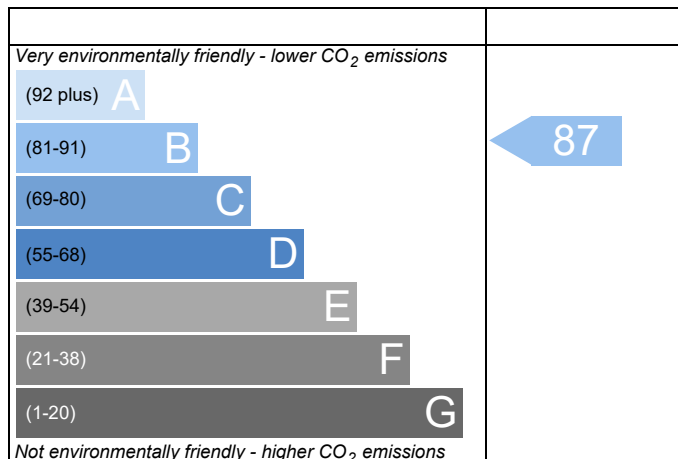 Very environmentally friendly - lower CO₂ emissions
(92 plus) A
(81-91) B 87
(69-80) C
(55-68) D
(39-54) E
(21-38) F
(1-20) G
Not environmentally friendly - higher CO₂ emissions